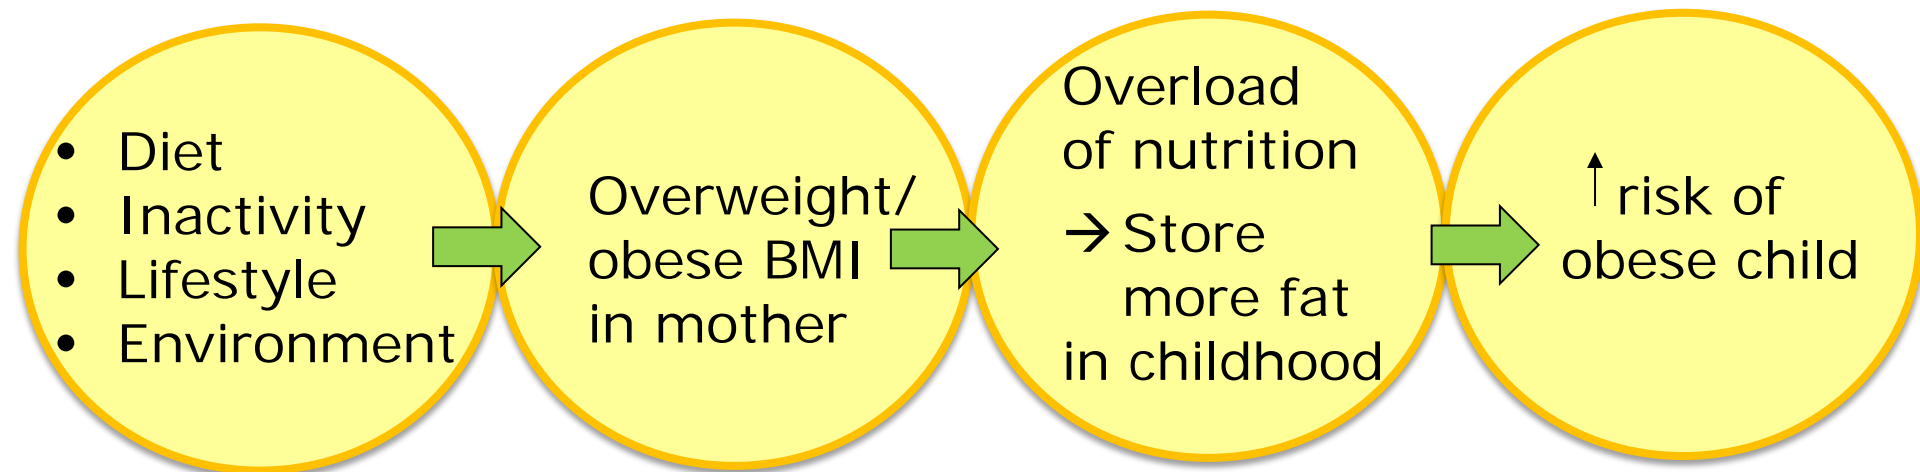 • Diet
• Inactivity
• Lifestyle
• Environment
Overweight/
obese BMI
in mother
Overload
of nutrition
→ Store
more fat
in childhood
↑ risk of
obese child